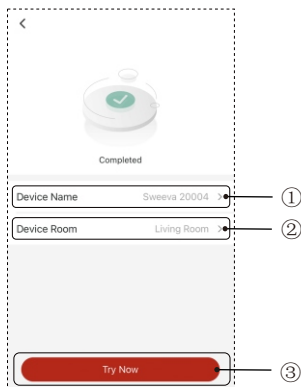 Completed
Device Name Sweeva 20004 >
①
Device Room Living Room >
②
Try Now
③